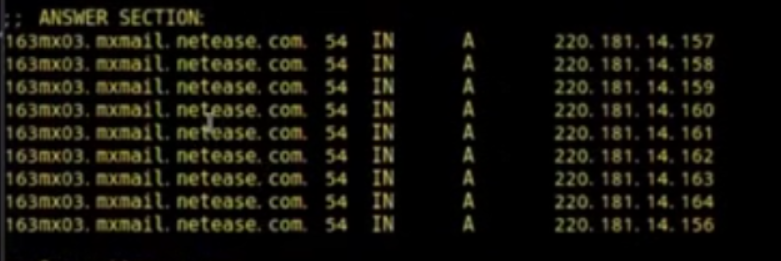 ;; ANSWER SECTION:
163mx03.mxmail.netease.com. 54 IN A 220.181.14.157
163mx03.mxmail.netease.com. 54 IN A 220.181.14.158
163mx03.mxmail.netease.com. 54 IN A 220.181.14.159
163mx03.mxmail.netease.com. 54 IN A 220.181.14.160
163mx03.mxmail.netease.com. 54 IN A 220.181.14.161
163mx03.mxmail.netease.com. 54 IN A 220.181.14.162
163mx03.mxmail.netease.com. 54 IN A 220.181.14.163
163mx03.mxmail.netease.com. 54 IN A 220.181.14.164
163mx03.mxmail.netease.com. 54 IN A 220.181.14.156